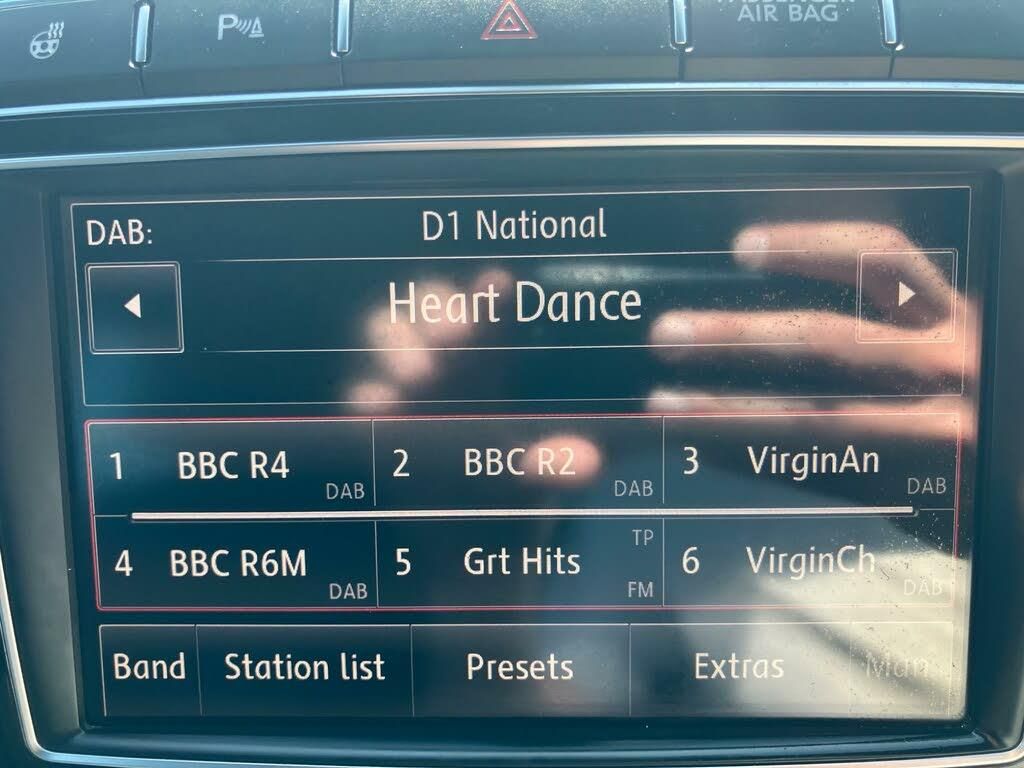 P
AIR BAG
DAB:
D1 National
Heart Dance
1 BBC R4 DAB
2 BBC R2 DAB
3 VirginAn DAB
4 BBC R6M DAB
5 Grt Hits TP FM
6 VirginCh DAB
Band Station list Presets Extras Man